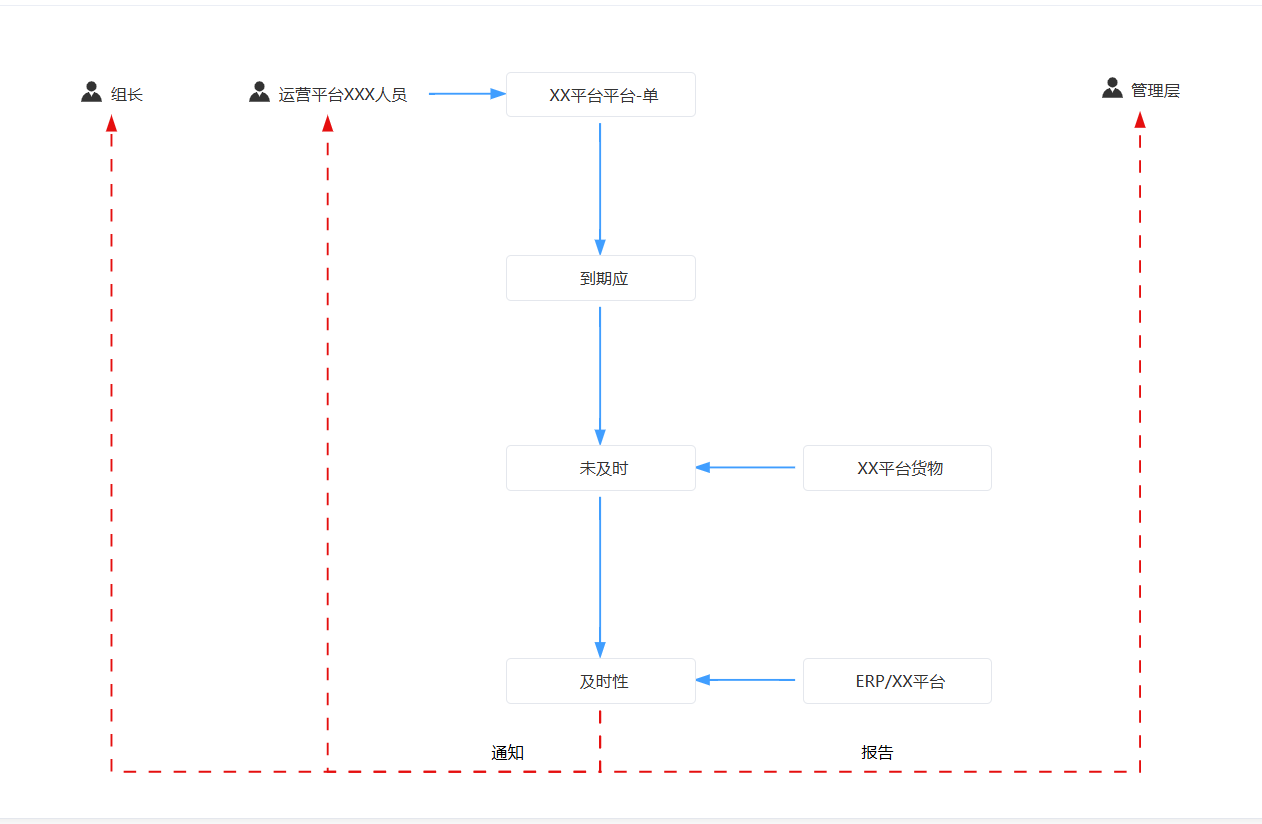 组长
运营平台XXX人员
XX平台平台-单
管理层
到期应
未及时
XX平台货物
及时性
ERP/XX平台
通知
报告